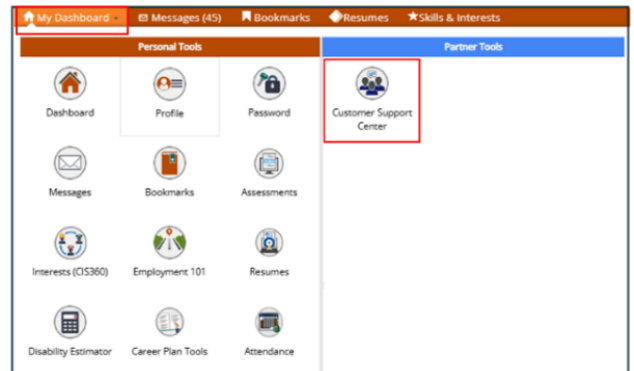 My Dashboard Messages (45) Bookmarks Resumes Skills & Interests
Personal Tools Partner Tools
Dashboard Profile Password Customer Support
Center
Messages Bookmarks Assessments
Interests (CIS360) Employment 101 Resumes
Disability Estimator Career Plan Tools Attendance